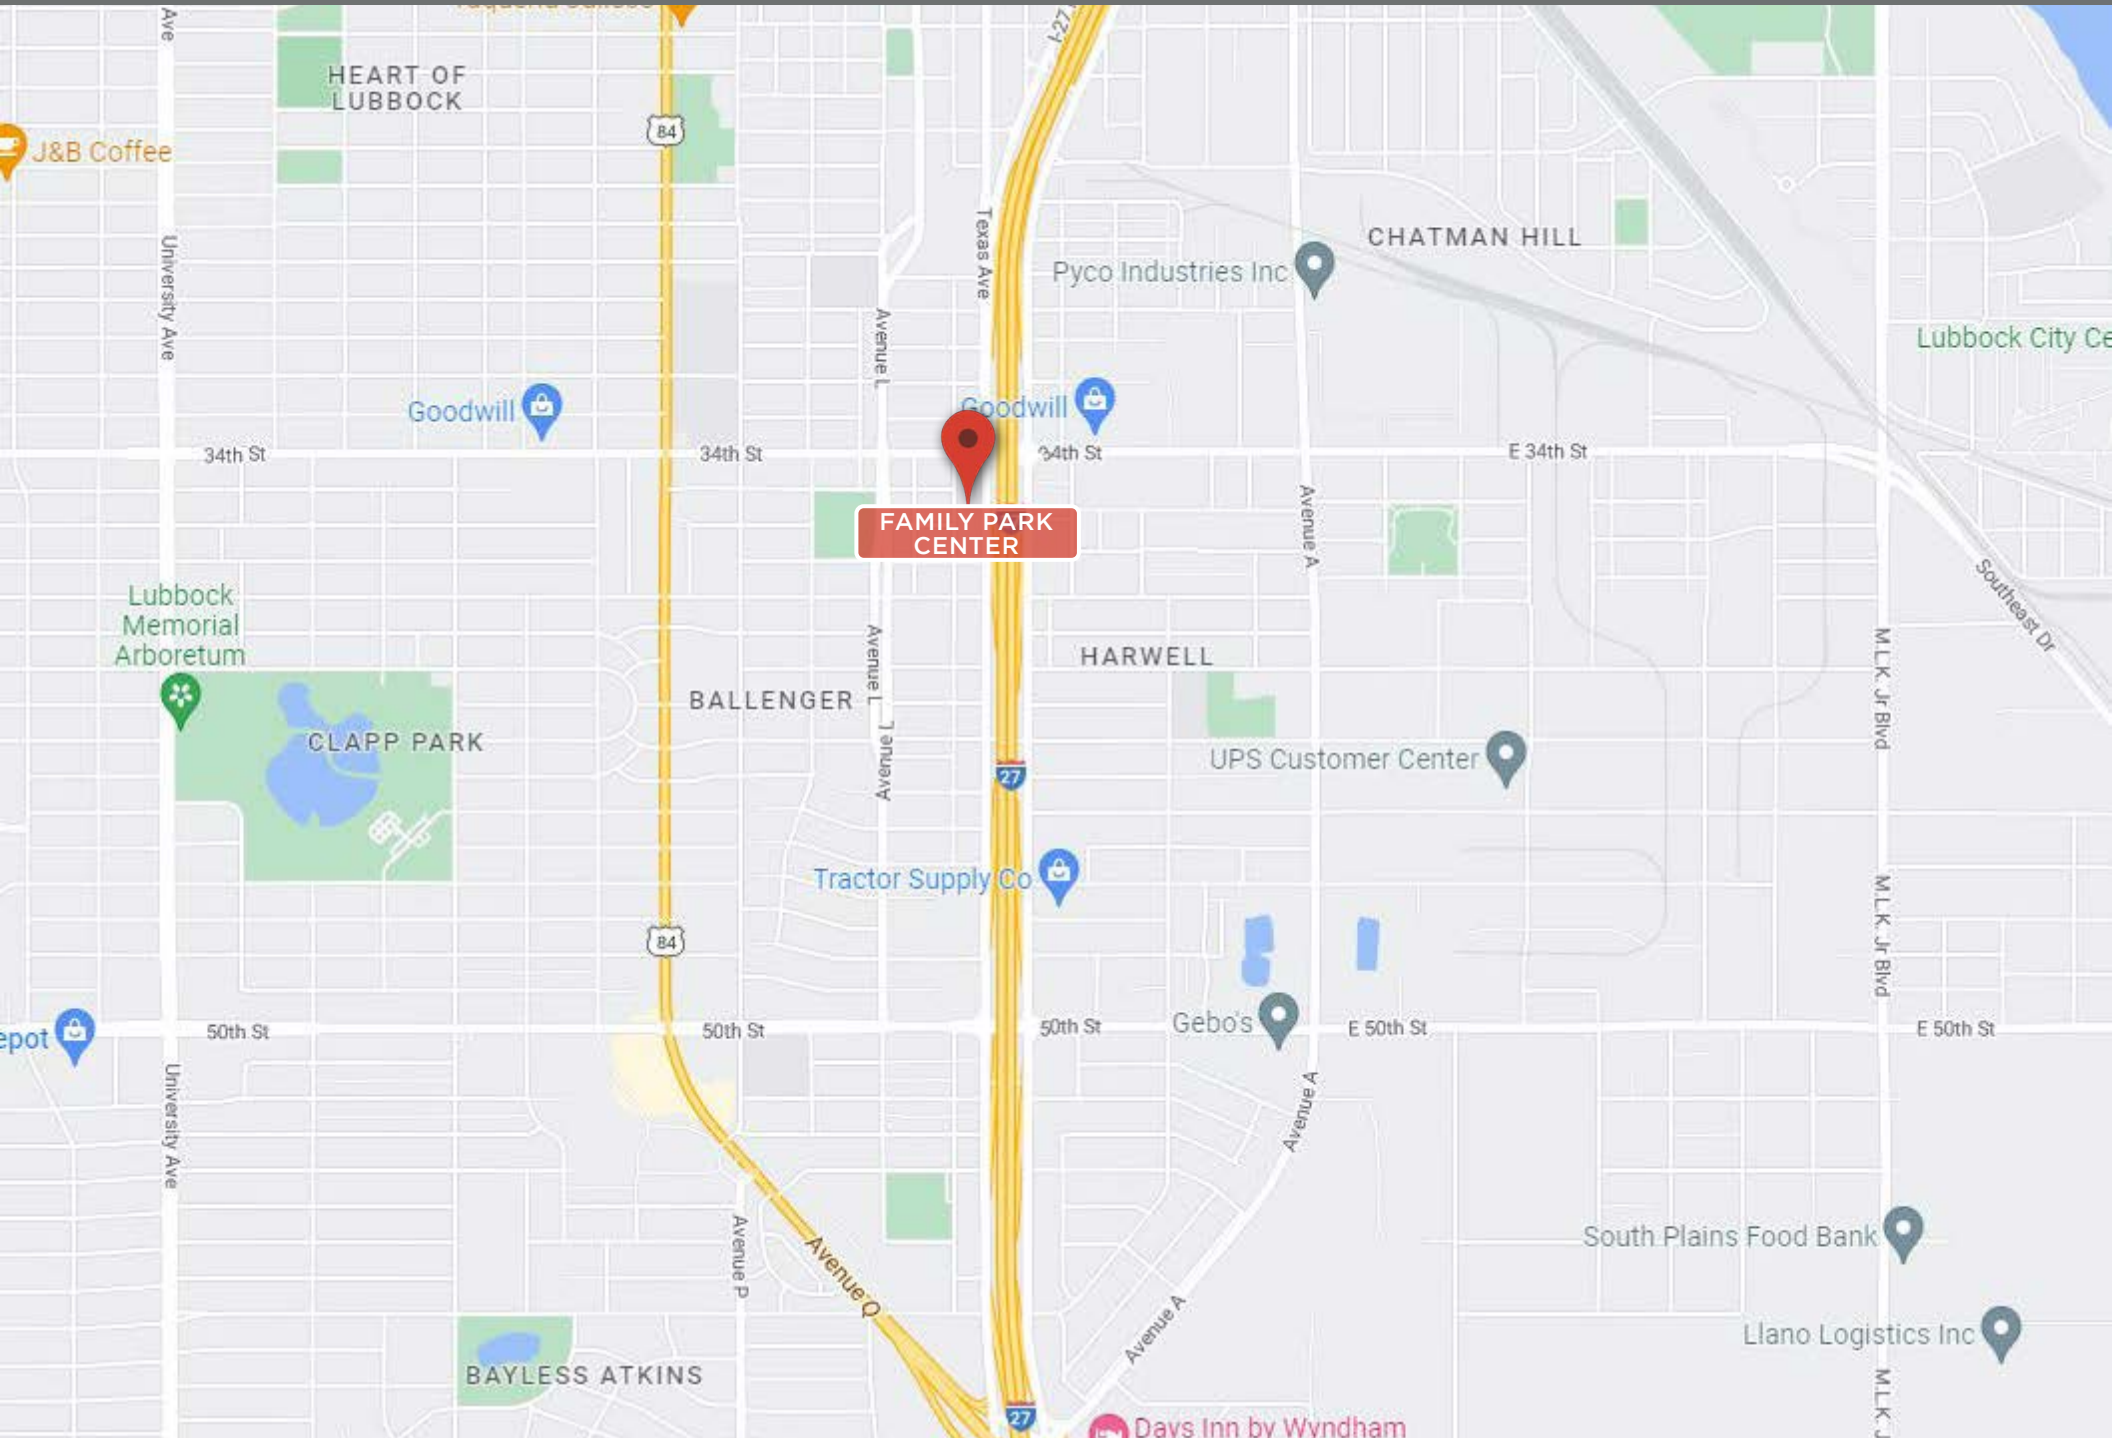 Ave
I-27
HEART OF
LUBBOCK
84
J&B Coffee
Texas Ave
University Ave
CHATMAN HILL
Pyco Industries Inc
Avenue L
Lubbock City Ce
Goodwill
Goodwill
34th St
34th St
34th St
E 34th St
Avenue A
FAMILY PARK
CENTER
Southeast Dr
Lubbock
Memorial
Arboretum
Avenue L
HARWELL
M.L.K. Jr Blvd
BALLENGER
Avenue L
CLAPP PARK
UPS Customer Center
27
Tractor Supply Co
M.L.K. Jr Blvd
84
epot
50th St
50th St
50th St
Gebo's
E 50th St
E 50th St
University Ave
Avenue A
Avenue P
Avenue Q
South Plains Food Bank
Avenue A
Llano Logistics Inc
BAYLESS ATKINS
M.L.K. J
27
Days Inn by Wyndham